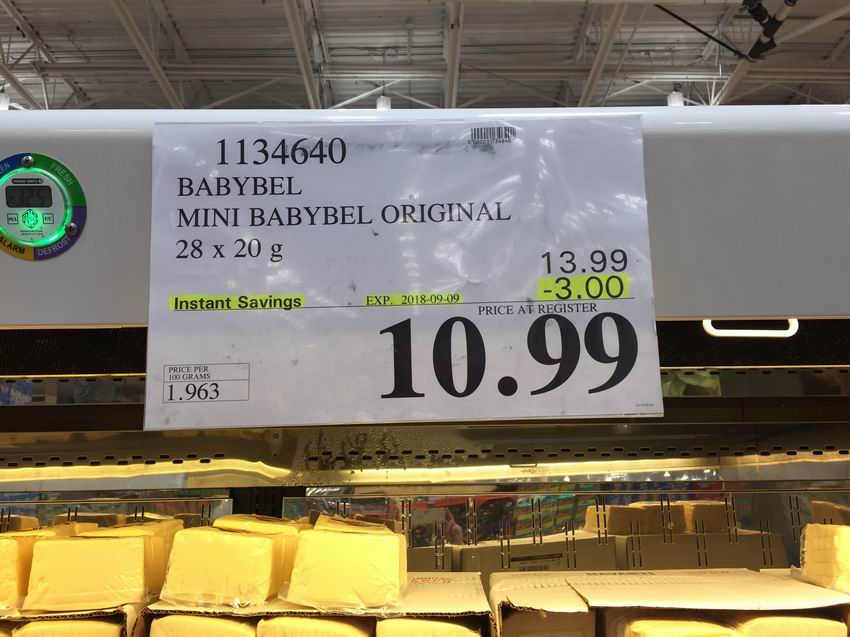 1134640
BABYBEL
MINI BABYBEL ORIGINAL
28 x 20 g
13.99
-3.00
Instant Savings
EXP. 2018-09-09
PRICE AT REGISTER
10.99
PRICE PER
100 GRAMS
1.963
FRESH
DEFROST
ALARM